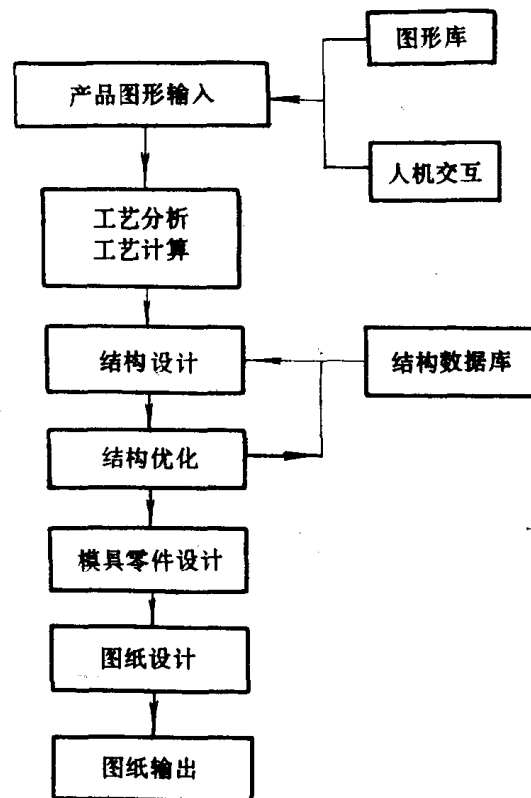 图形库
产品图形输入
人机交互
工艺分析
工艺计算
结构设计
结构数据库
结构优化
模具零件设计
图纸设计
图纸输出